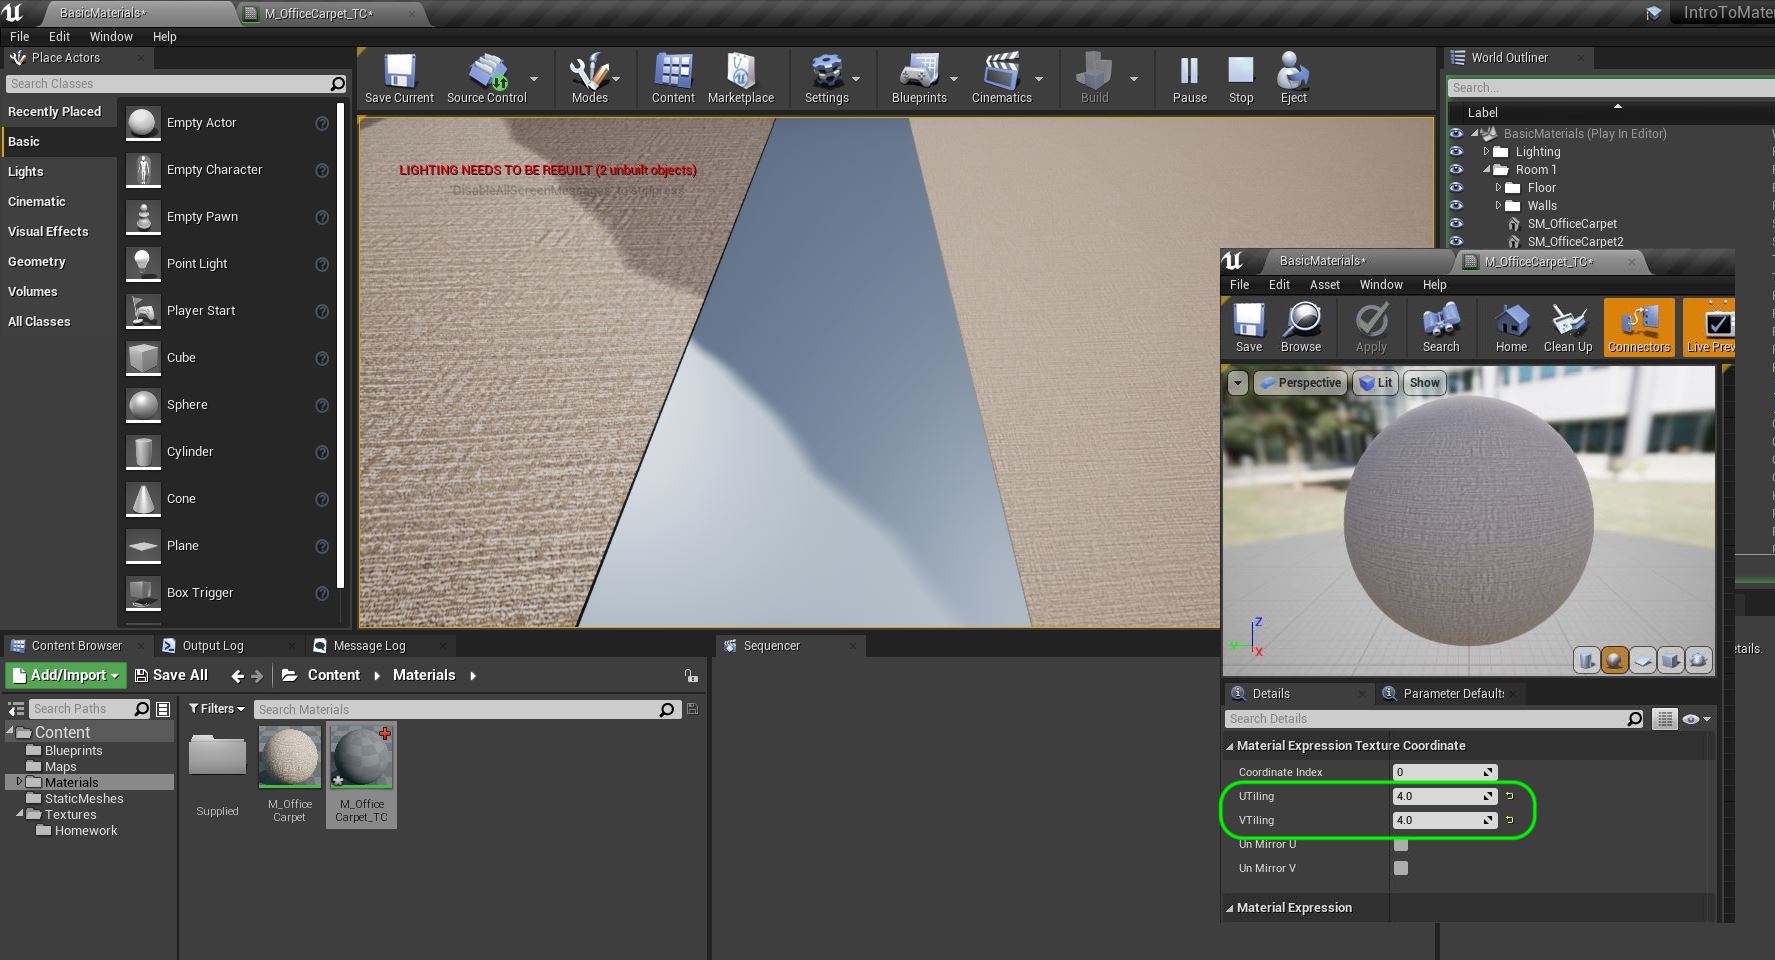 BasicMaterials*
M_OfficeCarpet_TC*
IntroToMater
File Edit Window Help
Place Actors
Search Classes
Recently Placed
Basic
Lights
Cinematic
Visual Effects
Geometry
Volumes
All Classes
Empty Actor
Empty Character
Empty Pawn
Point Light
Player Start
Cube
Sphere
Cylinder
Cone
Plane
Box Trigger
Save Current
Source Control
Modes
Content
Marketplace
Settings
Blueprints
Cinematics
Build
Pause
Stop
Eject
LIGHTING NEEDS TO BE REBUILT (2 unbuilt objects)
'DisableAllScreenMessages' to suppress
World Outliner
Search...
Label
BasicMaterials (Play In Editor)
Lighting
Room 1
Floor
Walls
SM_OfficeCarpet
SM_OfficeCarpet2
BasicMaterials*
M_OfficeCarpet_TC*
File Edit Asset Window Help
Save
Browse
Apply
Search
Home
Clean Up
Connectors
Live Prev
Perspective
Lit
Show
Z
Y
X
etails.
Details
Parameter Defaults
Search Details
Material Expression Texture Coordinate
Coordinate Index 0
UTiling 4.0
VTiling 4.0
Un Mirror U
Un Mirror V
Material Expression
Content Browser
Output Log
Message Log
Sequencer
Add/Import
Save All
Content
Materials
Search Paths
Filters
Search Materials
Content
Blueprints
Maps
Materials
StaticMeshes
Textures
Homework
Supplied
M_Office
Carpet
M_Office
Carpet_TC